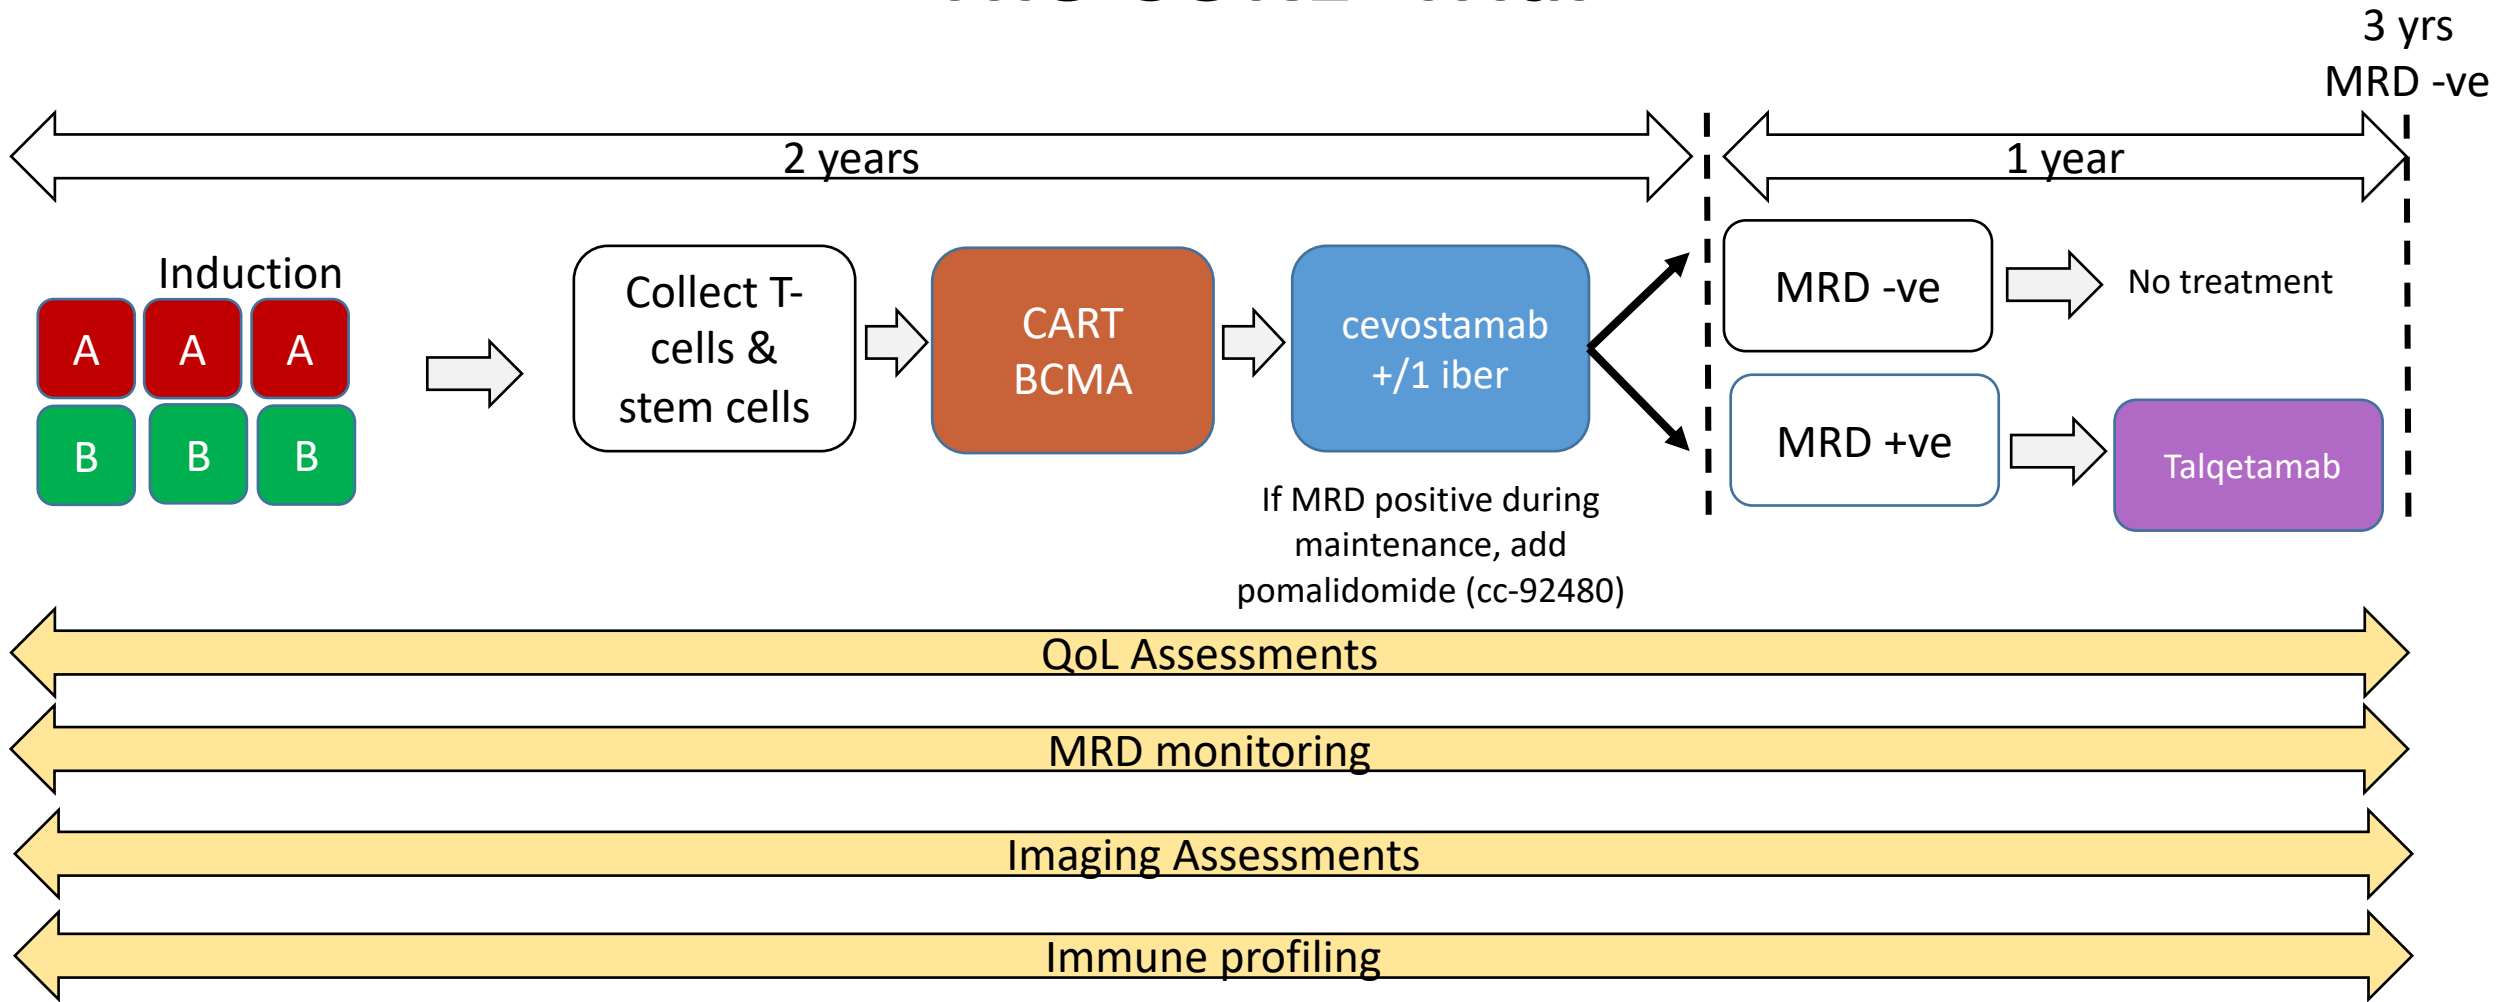 3 yrs
MRD -ve
2 years
1 year
Induction
A A A
B B B
Collect T-
cells &
stem cells
CART
BCMA
cevostamab
+/1 iber
MRD -ve
No treatment
MRD +ve
Talqetamab
If MRD positive during
maintenance, add
pomalidomide (cc-92480)
QoL Assessments
MRD monitoring
Imaging Assessments
Immune profiling